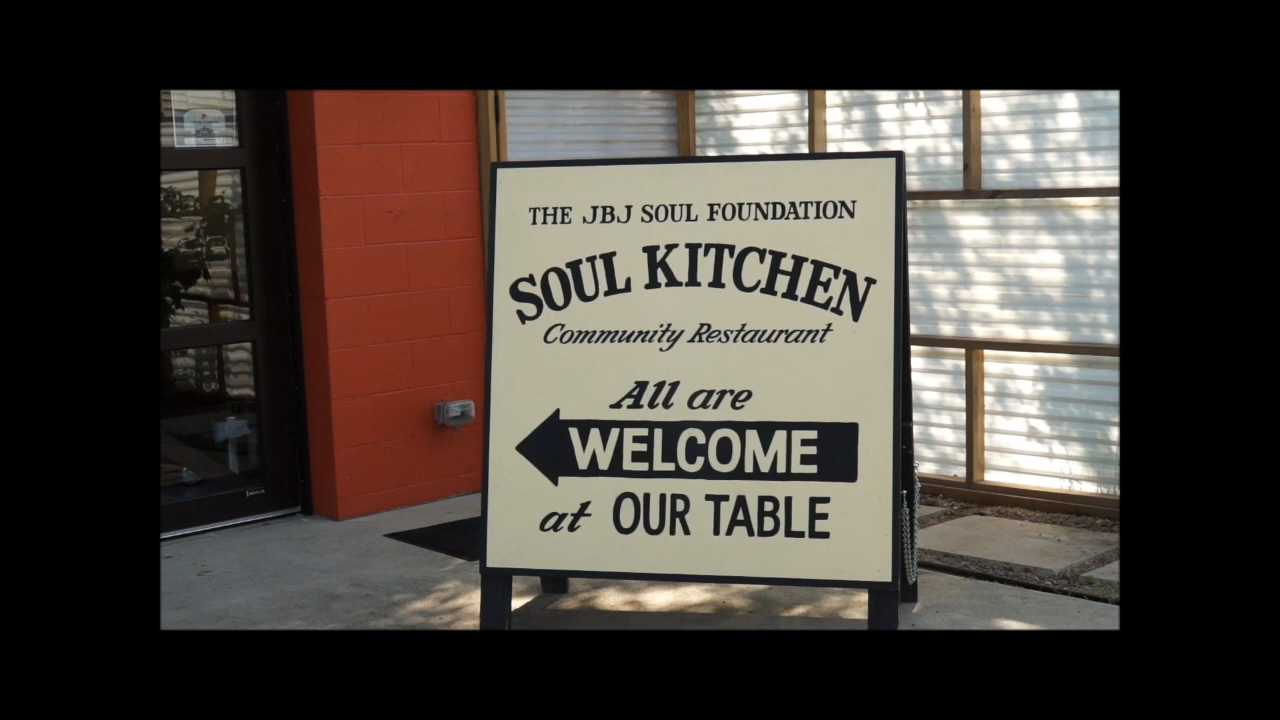 THE JBJ SOUL FOUNDATION
SOUL KITCHEN
Community Restaurant
All are
WELCOME
at OUR TABLE